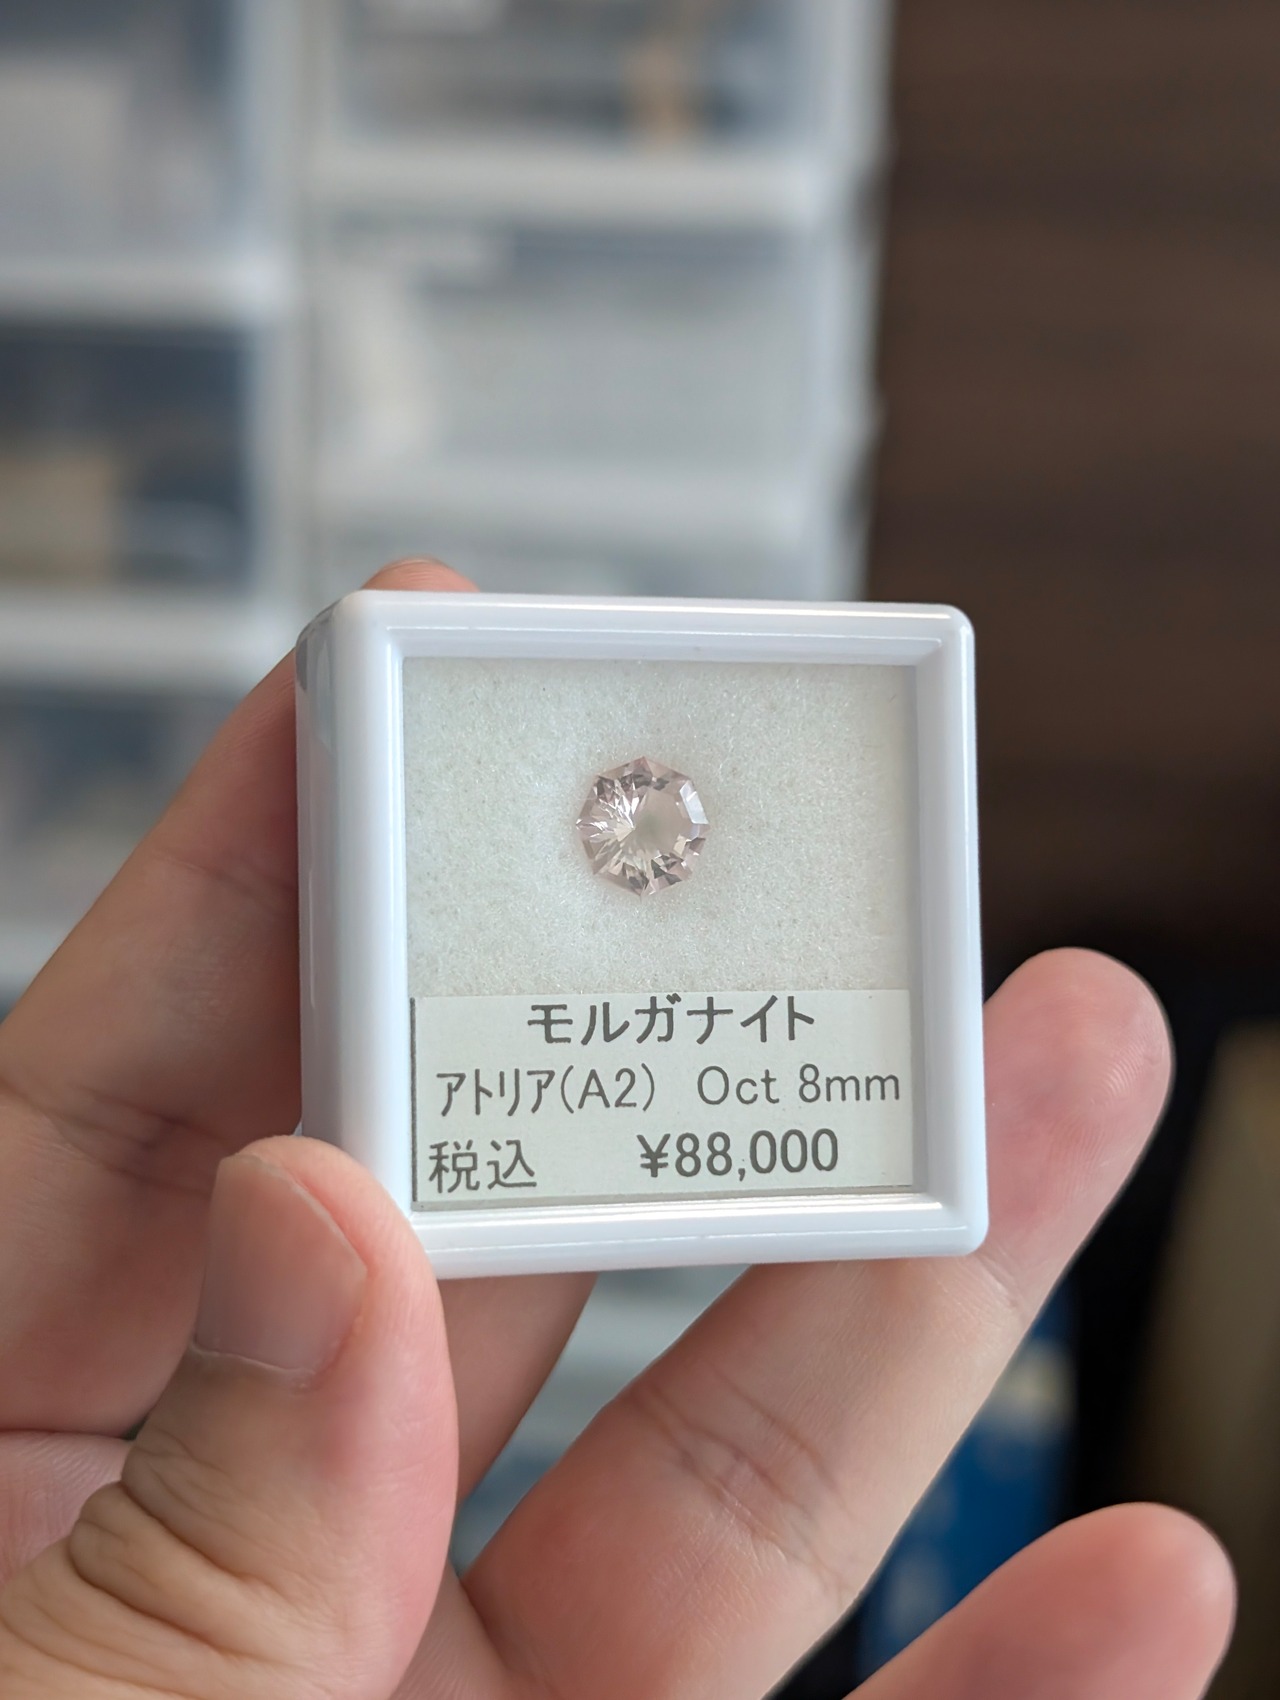 モルガナイト
アトリア(A2) Oct 8mm
税込 ¥88,000